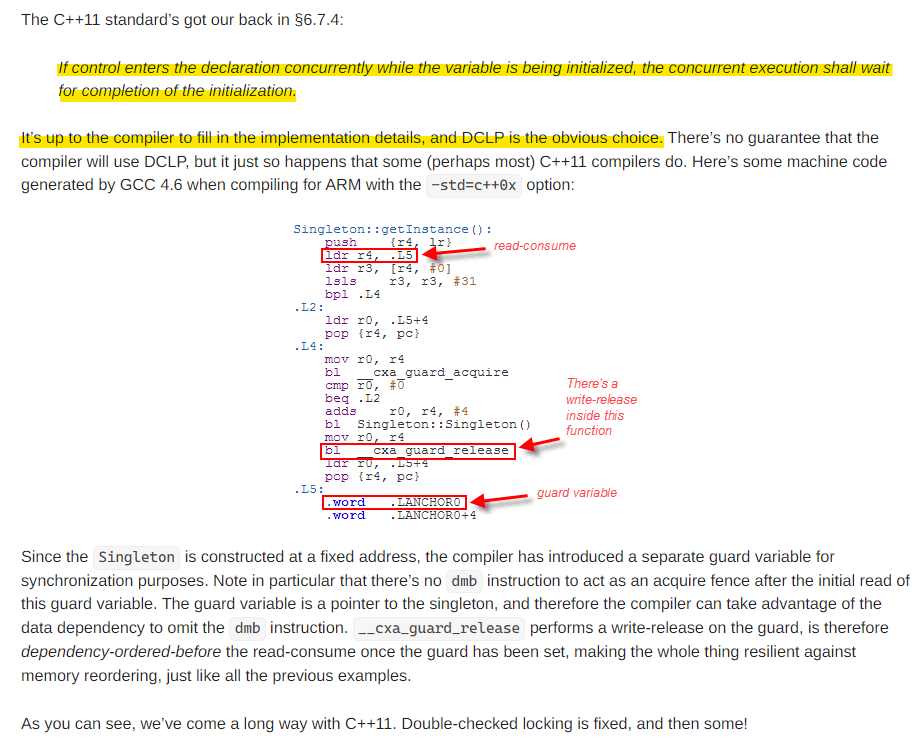 The C++11 standard’s got our back in §6.7.4:
If control enters the declaration concurrently while the variable is being initialized, the concurrent execution shall wait
for completion of the initialization.
It’s up to the compiler to fill in the implementation details, and DCLP is the obvious choice. There’s no guarantee that the
compiler will use DCLP, but it just so happens that some (perhaps most) C++11 compilers do. Here’s some machine code
generated by GCC 4.6 when compiling for ARM with the -std=c++0x option:
Singleton::getInstance():
push {r4, lr}
ldr r4, .L5
read-consume
ldr r3, [r4, #0]
lsls r3, r3, #31
bpl .L4
.L2:
ldr r0, .L5+4
pop {r4, pc}
.L4:
mov r0, r4
bl __cxa_guard_acquire
cmp r0, #0
beq .L2
adds r0, r4, #4
bl Singleton::Singleton()
mov r0, r4
bl __cxa_guard_release
There's a
write-release
inside this
function
ldr r0, .L5+4
pop {r4, pc}
.L5:
.word .LANCHOR0
guard variable
.word .LANCHOR0+4
Since the Singleton is constructed at a fixed address, the compiler has introduced a separate guard variable for
synchronization purposes. Note in particular that there’s no dmb instruction to act as an acquire fence after the initial read of
this guard variable. The guard variable is a pointer to the singleton, and therefore the compiler can take advantage of the
data dependency to omit the dmb instruction. __cxa_guard_release performs a write-release on the guard, is therefore
dependency-ordered-before the read-consume once the guard has been set, making the whole thing resilient against
memory reordering, just like all the previous examples.
As you can see, we’ve come a long way with C++11. Double-checked locking is fixed, and then some!